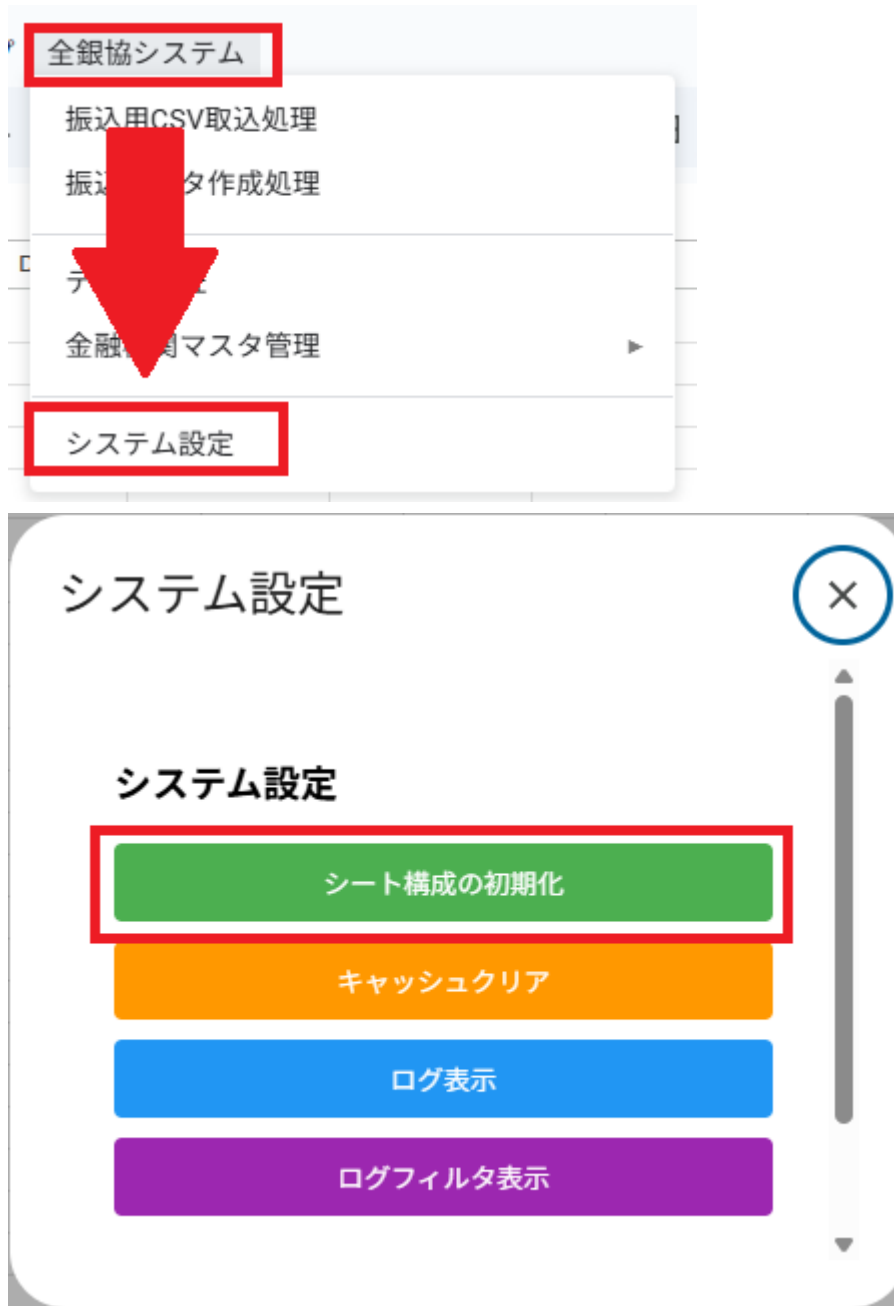 全銀協システム
振込用CSV取込処理
振込 タ作成処理
金融 関マスタ管理
システム設定
システム設定
システム設定
シート構成の初期化
キャッシュクリア
ログ表示
ログフィルタ表示